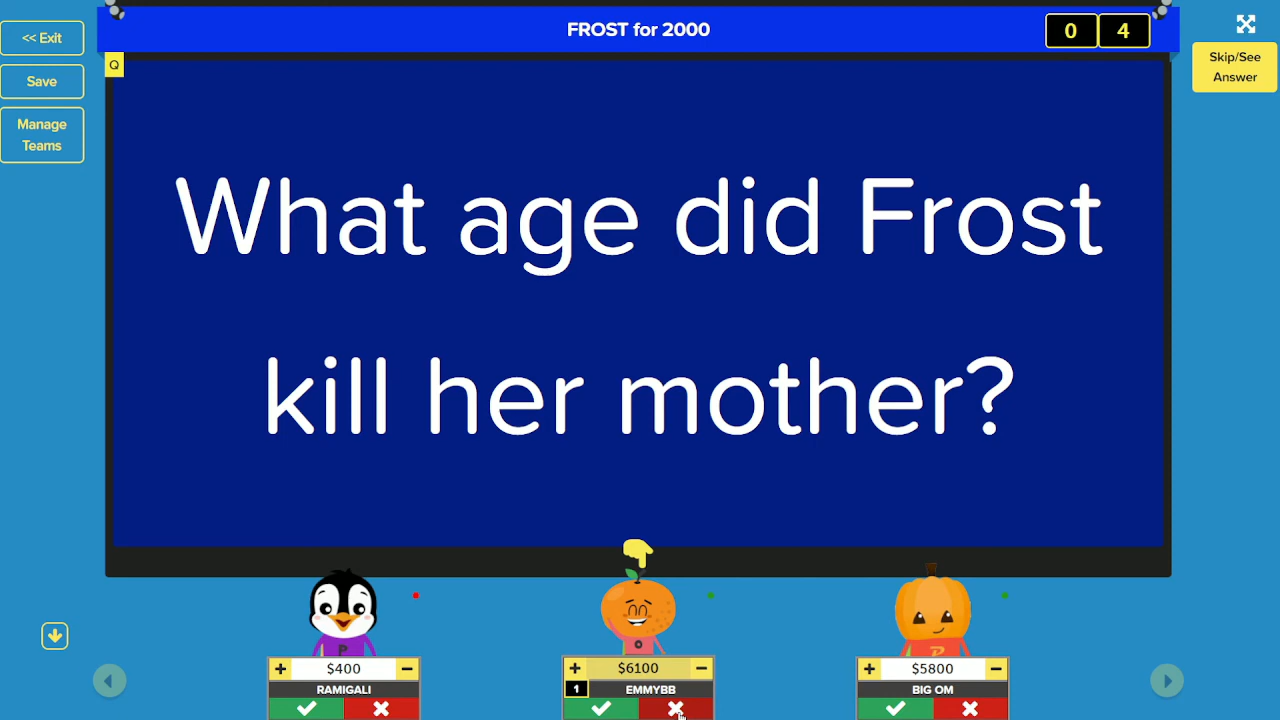 << Exit
FROST for 2000
0 4
Skip/See
Answer
Save
Q
Manage
Teams
What age did Frost
kill her mother?
P
O
P
+ $400 −
+ $6100 −
+ $5800 −
RAMIGALI
1 EMMYBB
BIG OM